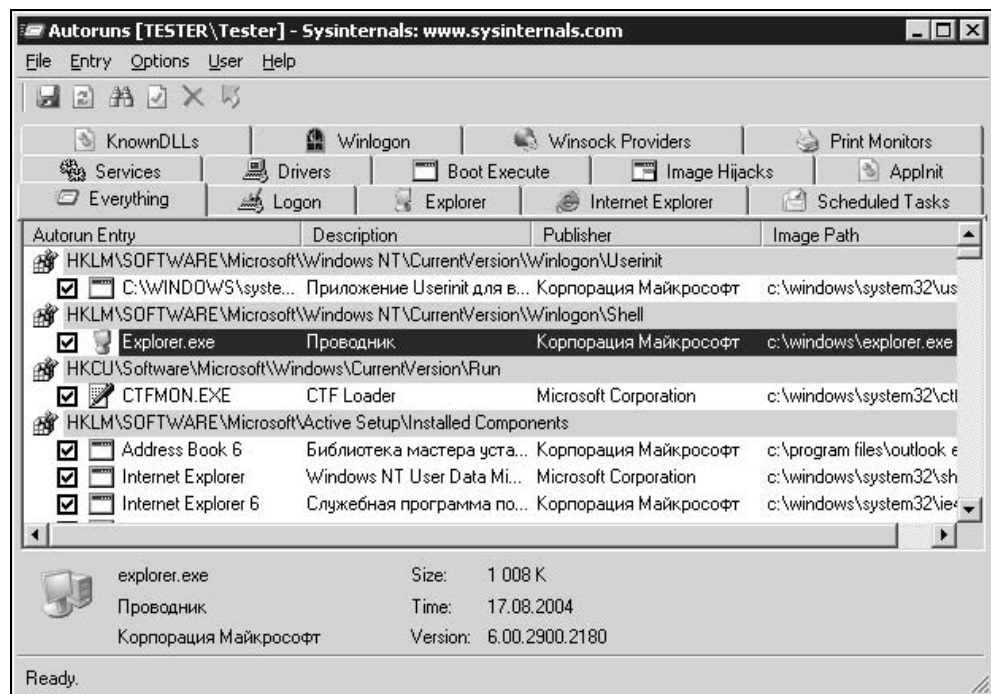 Autoruns [TESTER\Tester] - Sysinternals: www.sysinternals.com
File Entry Options User Help
KnownDLLs Winlogon Winsock Providers Print Monitors
Services Drivers Boot Execute Image Hijacks AppInit
Everything Logon Explorer Internet Explorer Scheduled Tasks
Autorun Entry Description Publisher Image Path
HKLM\SOFTWARE\Microsoft\Windows NT\CurrentVersion\Winlogon\Userinit
C:\WINDOWS\syste... Приложение Userinit для в... Корпорация Майкрософт c:\windows\system32\us
HKLM\SOFTWARE\Microsoft\Windows NT\CurrentVersion\Winlogon\Shell
Explorer.exe Проводник Корпорация Майкрософт c:\windows\explorer.exe
HKCU\Software\Microsoft\Windows\CurrentVersion\Run
CTFMON.EXE CTF Loader Microsoft Corporation c:\windows\system32\ctf
HKLM\SOFTWARE\Microsoft\Active Setup\Installed Components
Address Book 6 Библиотека мастера уста... Корпорация Майкрософт c:\program files\outlook e
Internet Explorer Windows NT User Data Mi... Microsoft Corporation c:\windows\system32\sh
Internet Explorer 6 Служебная программа по... Корпорация Майкрософт c:\windows\system32\ie4
explorer.exe Size: 1 008 K
Проводник Time: 17.08.2004
Корпорация Майкрософт Version: 6.00.2900.2180
Ready.